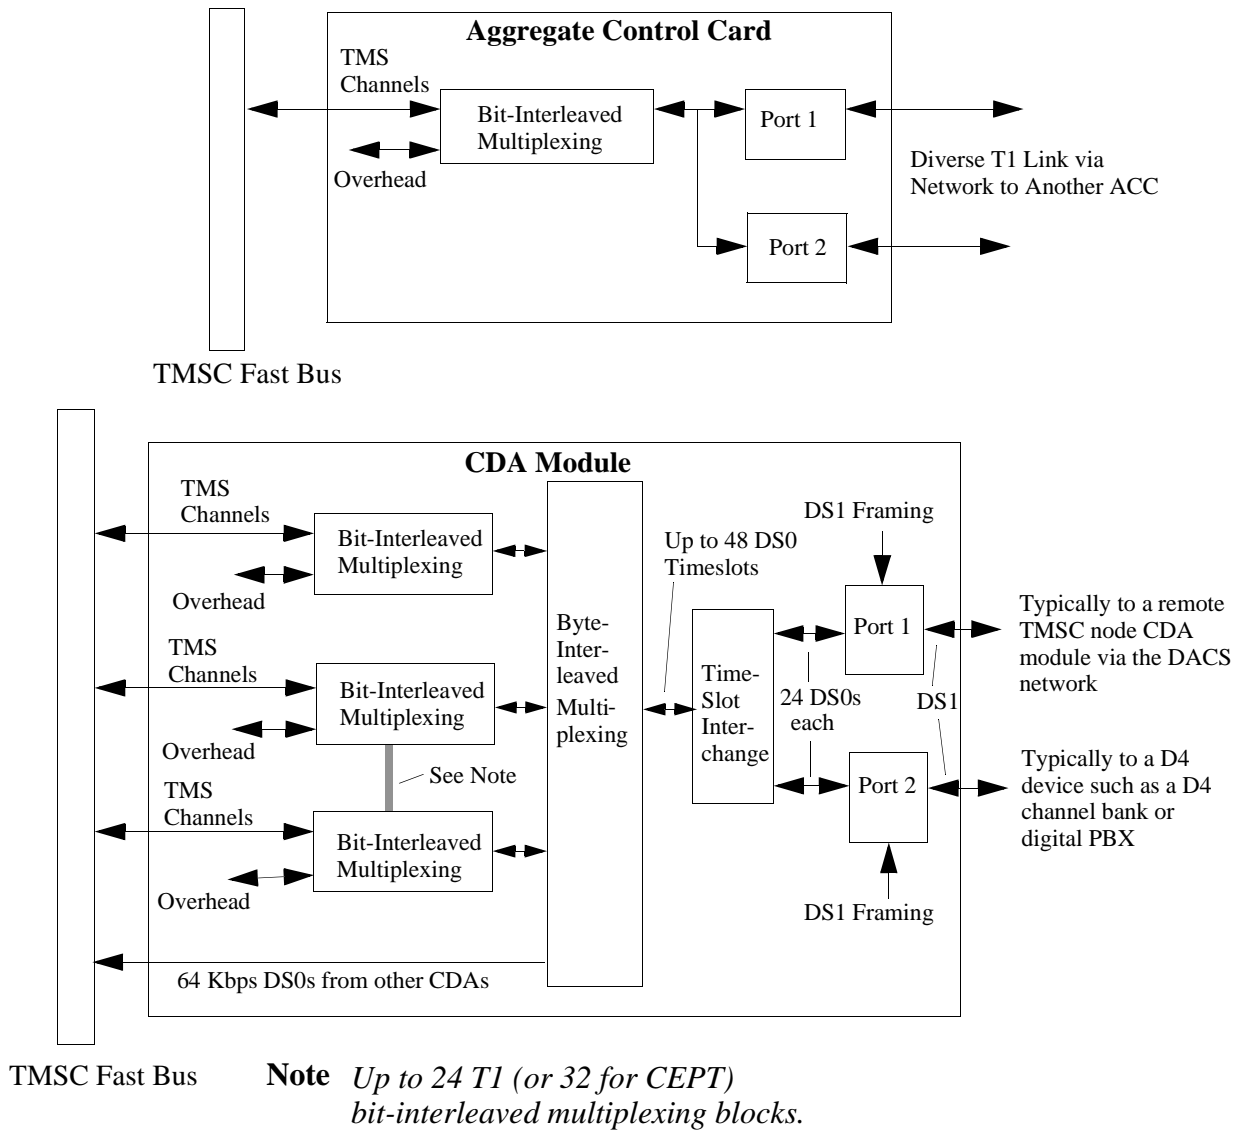 Aggregate Control Card
TMS
Channels
Bit-Interleaved
Multiplexing
Overhead
Port 1
Port 2
Diverse T1 Link via
Network to Another ACC
TMSC Fast Bus
CDA Module
TMS
Channels
Bit-Interleaved
Multiplexing
Overhead
TMS
Channels
Bit-Interleaved
Multiplexing
Overhead
See Note
TMS
Channels
Bit-Interleaved
Multiplexing
Overhead
64 Kbps DS0s from other CDAs
Byte-
Inter-
leaved
Multi-
plexing
Up to 48 DS0
Timeslots
Time-
Slot
Inter-
change
24 DS0s
each
DS1 Framing
Port 1
DS1
Port 2
DS1 Framing
Typically to a remote
TMSC node CDA
module via the DACS
network
Typically to a D4
device such as a D4
channel bank or
digital PBX
TMSC Fast Bus
Note Up to 24 T1 (or 32 for CEPT)
bit-interleaved multiplexing blocks.